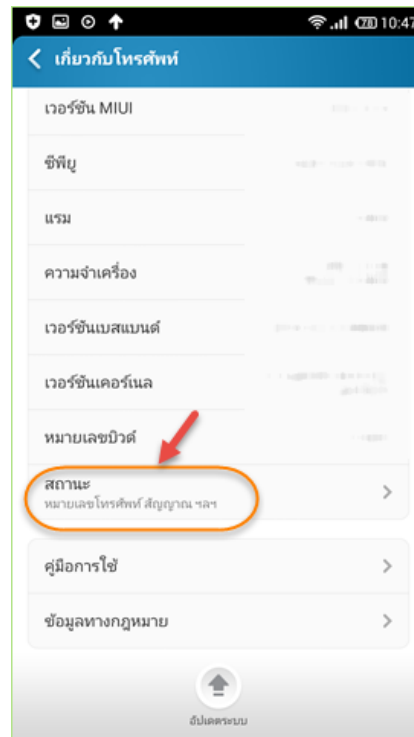 78 10:47
เกี่ยวกับโทรศัพท์
เวอร์ชัน MIUI
ซีพียู
แรม
ความจำเครื่อง
เวอร์ชันเบสแบนด์
เวอร์ชันเคอร์เนล
หมายเลขบิวด์
สถานะ
หมายเลขโทรศัพท์ สัญญาณ ฯลฯ
คู่มือการใช้
ข้อมูลทางกฎหมาย
อัปเดตระบบ